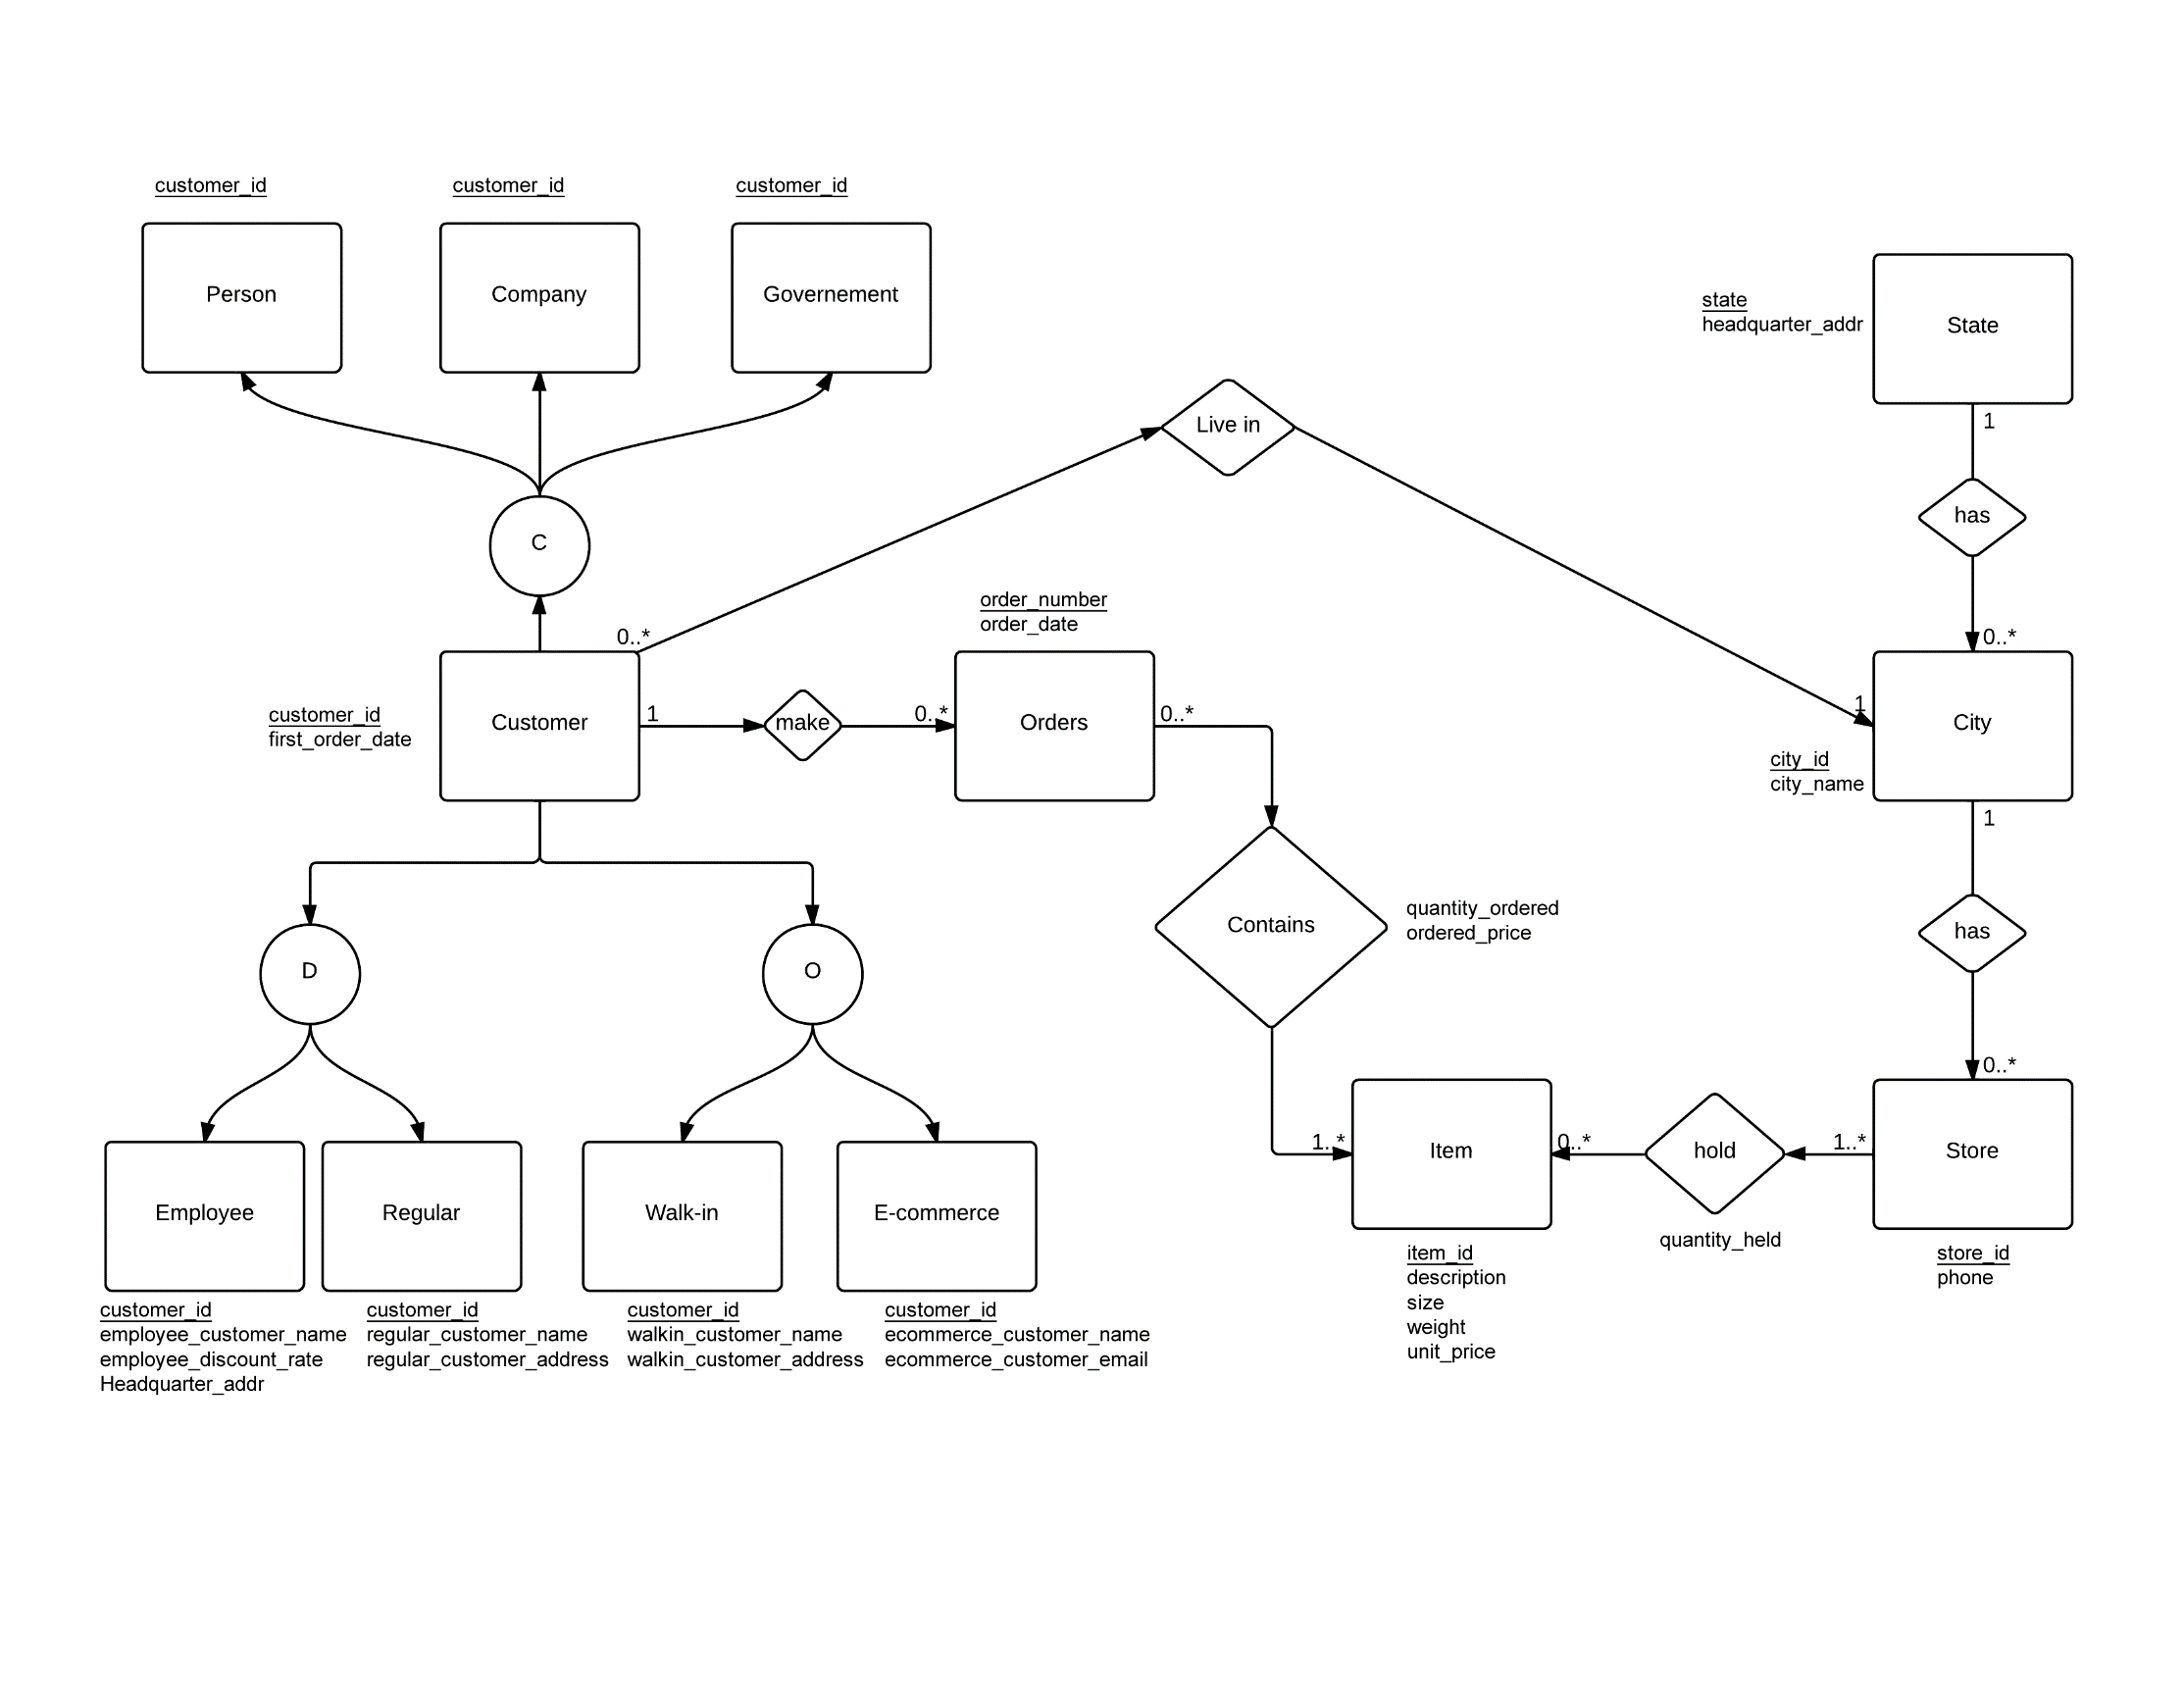 customer_id
customer_id
customer_id
Person
Company
Governement
state
headquarter_addr
State
1
Live in
has
C
order_number
order_date
0..*
0..*
customer_id
first_order_date
Customer
1
make
0..*
Orders
0..*
1
City
city_id
city_name
1
quantity_ordered
ordered_price
Contains
has
D
O
0..*
1..*
Item
0..*
hold
1..*
Store
Employee
Regular
Walk-in
E-commerce
quantity_held
item_id
description
size
weight
unit_price
store_id
phone
customer_id
employee_customer_name
employee_discount_rate
Headquarter_addr
customer_id
regular_customer_name
regular_customer_address
customer_id
walkin_customer_name
walkin_customer_address
customer_id
ecommerce_customer_name
ecommerce_customer_email